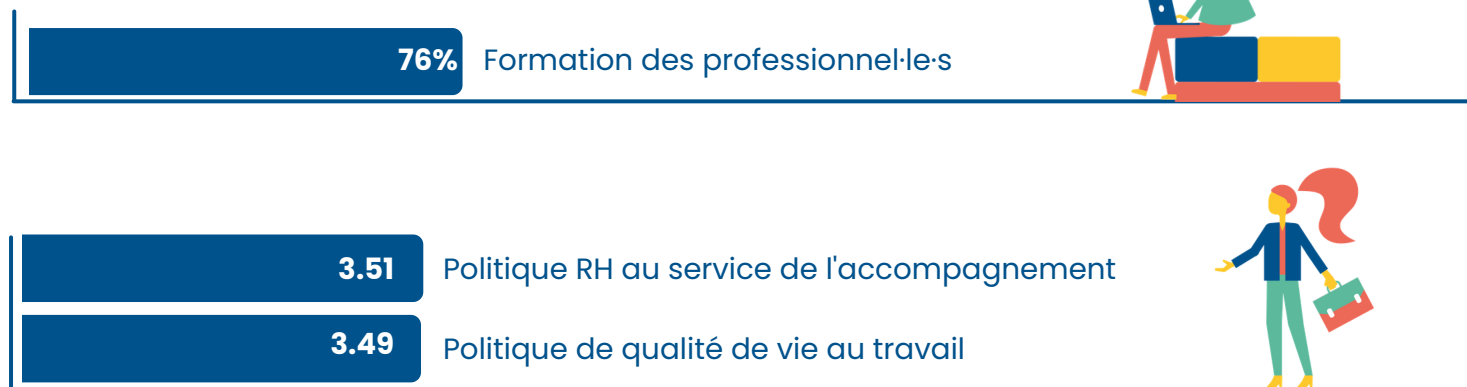 76% Formation des professionnel·le·s
3.51 Politique RH au service de l'accompagnement
3.49 Politique de qualité de vie au travail